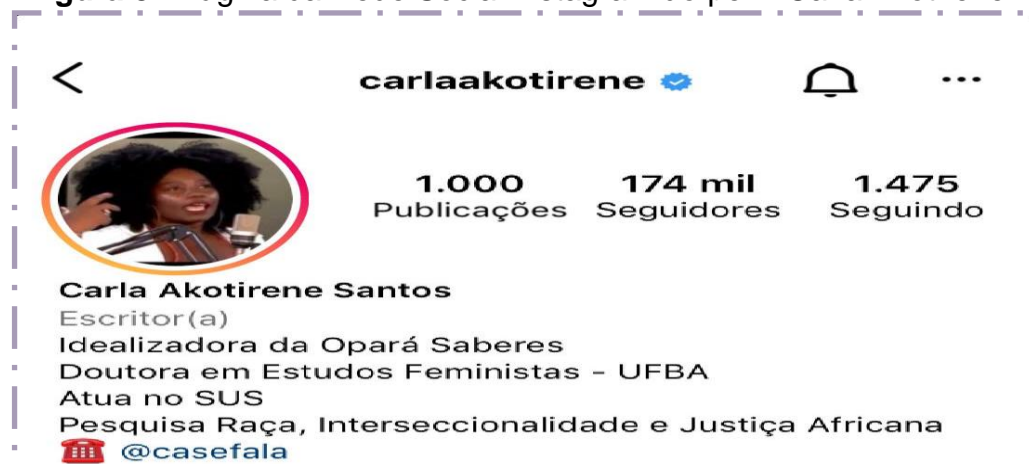 carlaakotirene
1.000 174 mil 1.475
Publicações Seguidores Seguindo
Carla Akotirene Santos
Escritor(a)
Idealizadora da Opará Saberes
Doutora em Estudos Feministas - UFBA
Atua no SUS
Pesquisa Raça, Interseccionalidade e Justiça Africana
@casefala